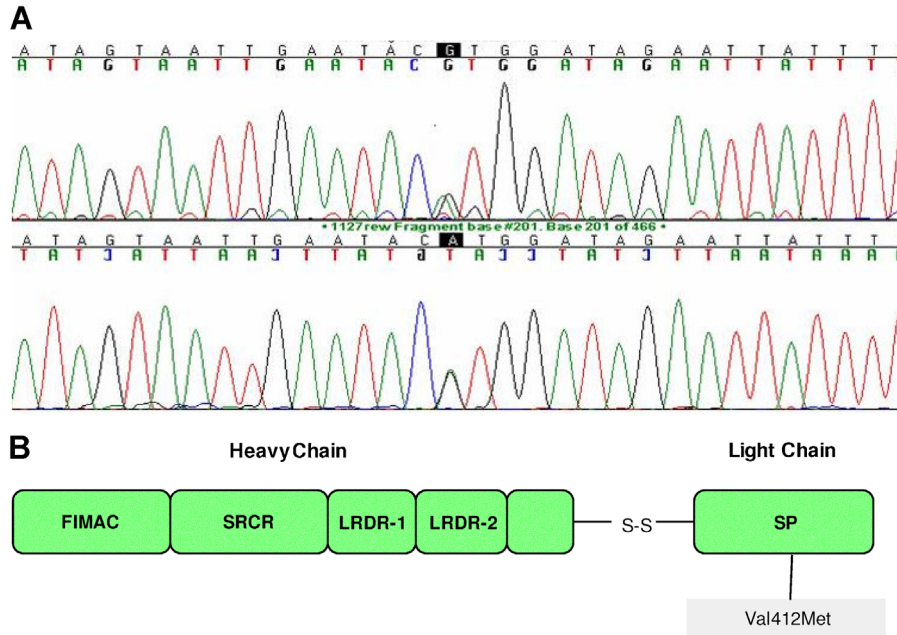 A
A T A G T A A T T G A A T A C G T G G A T A G A A T T A T T T
A T A G T A A T T G A A T A C G T G G A T A G A A T T A T T T
* 1127rew Fragment base #201. Base 201 of 466 *
A T A G T A A T T G A A T A C A T G G A T A G A A T T A T T T
T A T C A T T A A C T T A T G T A C C T A T C T T A A T A A A
B
Heavy Chain
Light Chain
FIMAC
SRCR
LRDR-1
LRDR-2
S-S
SP
Val412Met